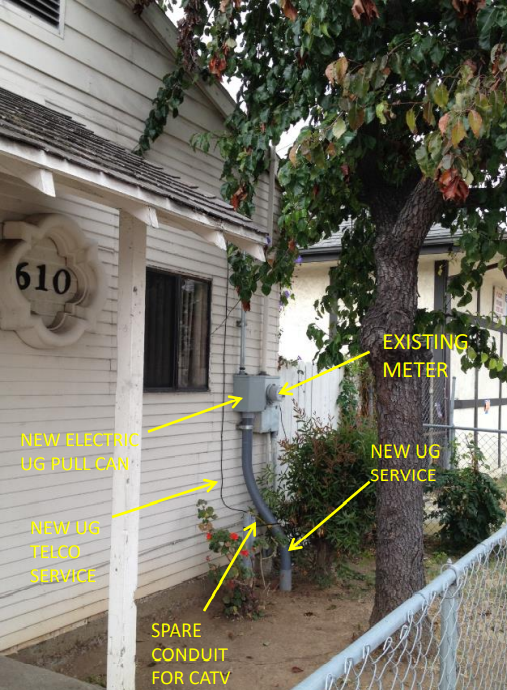 610
EXISTING
METER
NEW ELECTRIC
UG PULL CAN
NEW UG
SERVICE
NEW UG
TELCO
SERVICE
SPARE
CONDUIT
FOR CATV